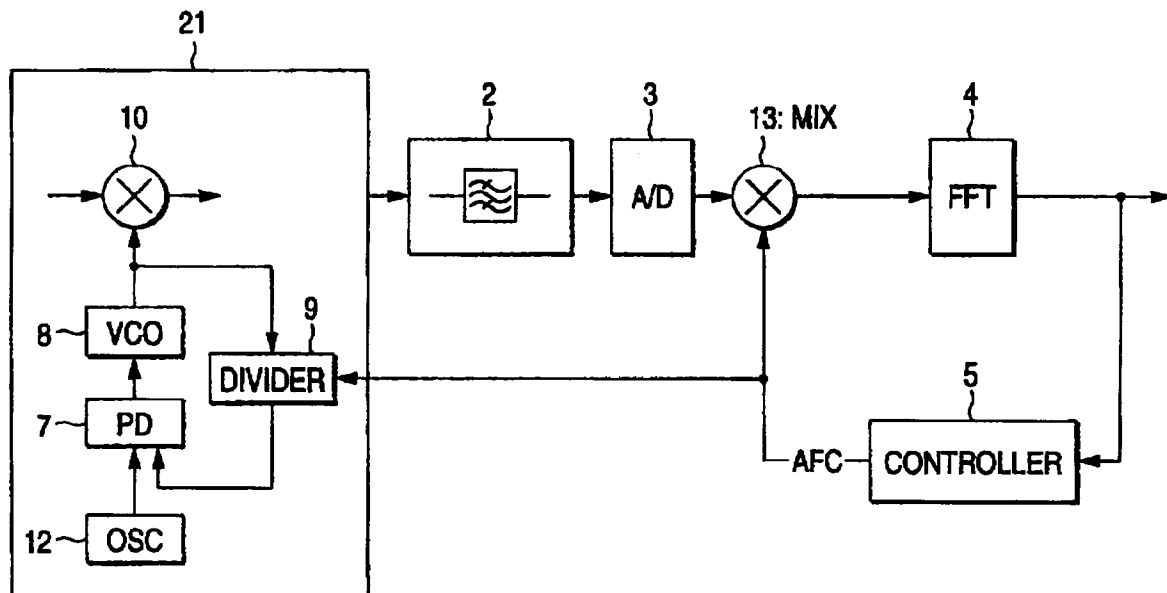 21
10
2
3
13: MIX
4
A/D
FFT
8
VCO
9
DIVIDER
7
PD
5
AFC
CONTROLLER
12
OSC